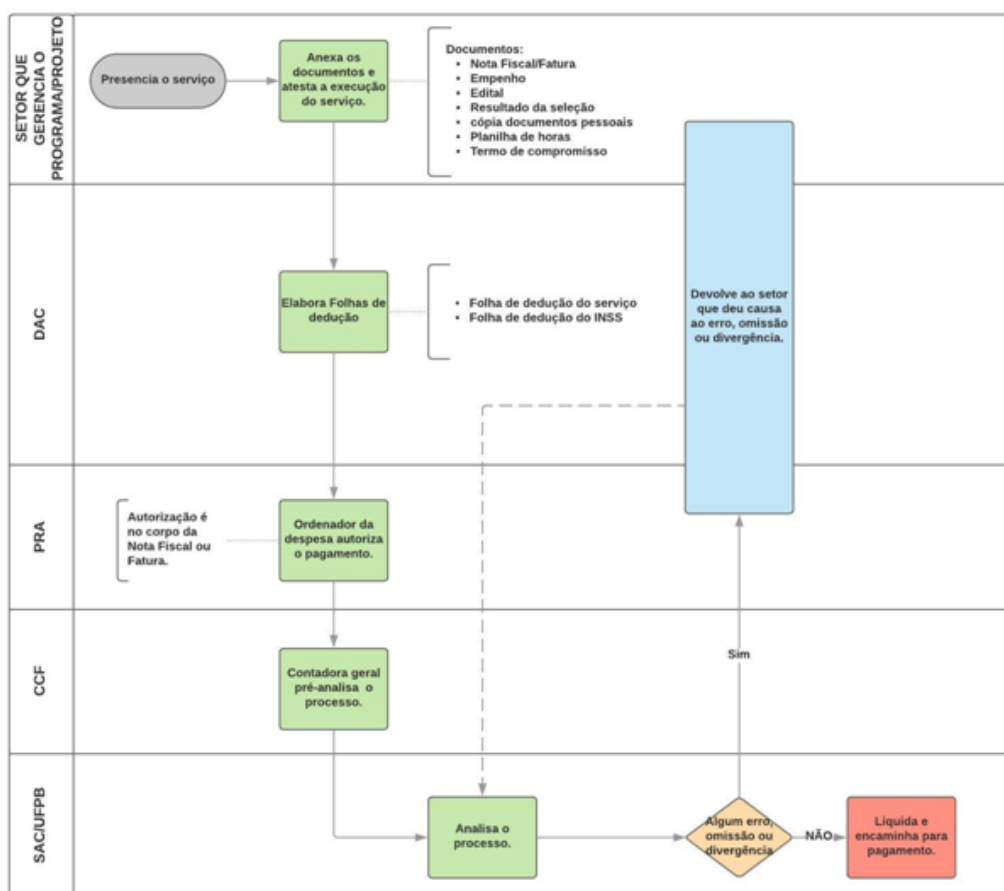 SETOR QUE
GERENCIA O
PROGRAMA/PROJETO
Presencia o serviço
Anexa os
documentos e
atesta a execução
do serviço.
Documentos:
▪ Nota Fiscal/Fatura
▪ Empenho
▪ Edital
▪ Resultado da seleção
▪ cópia documentos pessoais
▪ Planilha de horas
▪ Termo de compromisso
DAC
Elabora Folhas de
dedução
▪ Folha de dedução do serviço
▪ Folha de dedução do INSS
Devolve ao setor
que deu causa
ao erro, omissão
ou divergência.
PRA
Autorização é
no corpo da
Nota Fiscal ou
Fatura.
Ordenador da
despesa autoriza
o pagamento.
CCF
Contadora geral
pré-analisa o
processo.
Sim
SAC/UFPB
Analisa o
processo.
Algum erro,
omissão ou
divergência
NÃO
Liquida e
encaminha para
pagamento.